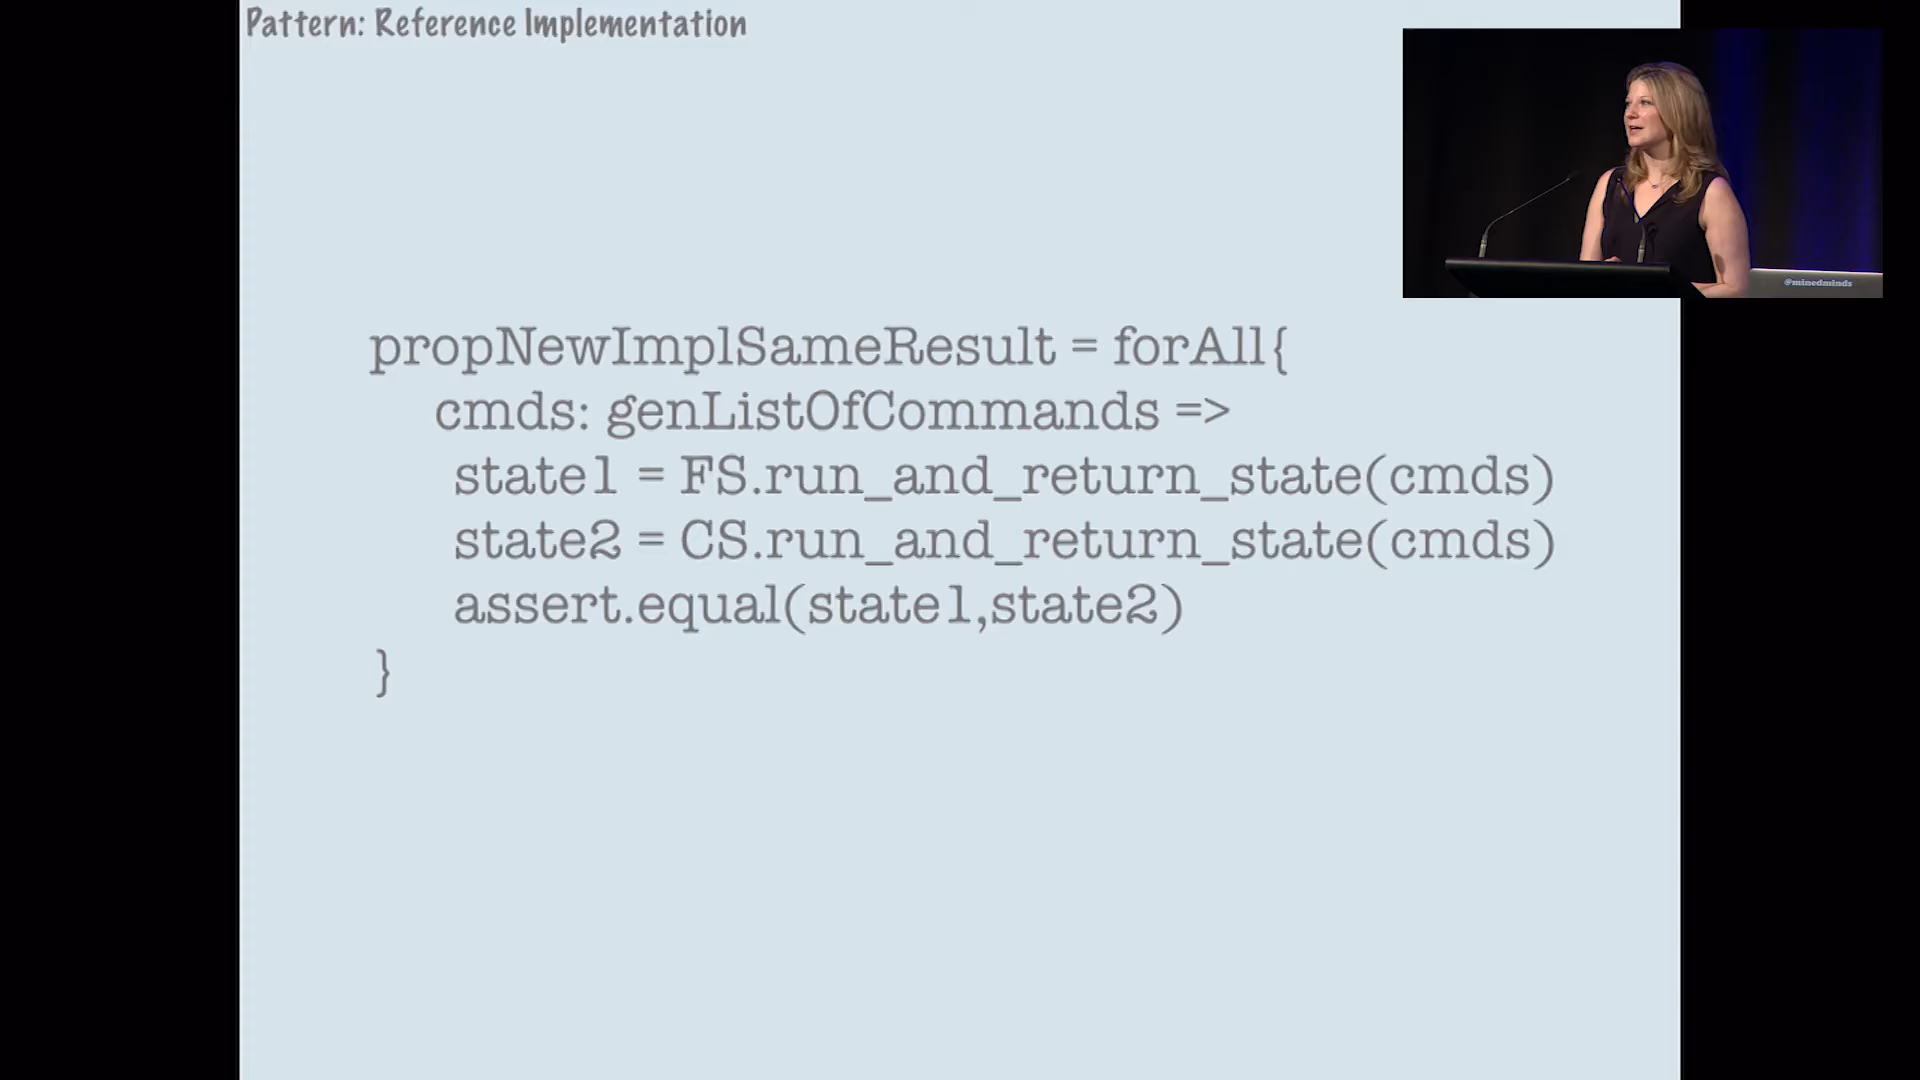 Pattern: Reference Implementation
propNewImplSameResult = forAll{
cmds: genListOfCommands =>
state1 = FS.run_and_return_state(cmds)
state2 = CS.run_and_return_state(cmds)
assert.equal(state1,state2)
}
@minedminds